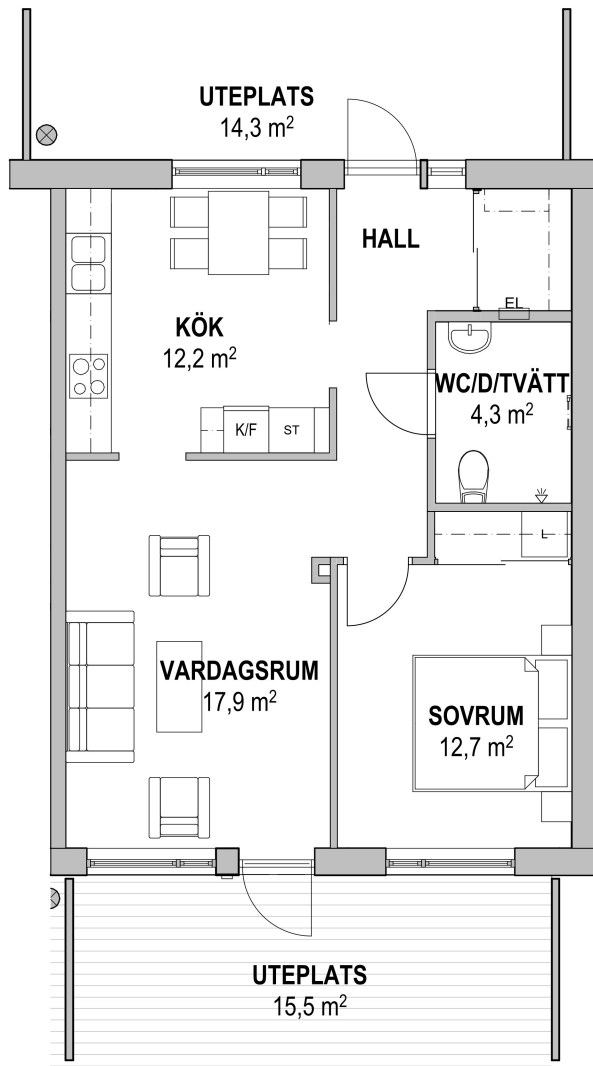 UTEPLATS
14,3 m²
HALL
EL
KÖK
12,2 m²
WC/D/TVÄTT
4,3 m²
K/F
ST
L
VARDAGSRUM
17,9 m²
SOVRUM
12,7 m²
UTEPLATS
15,5 m²